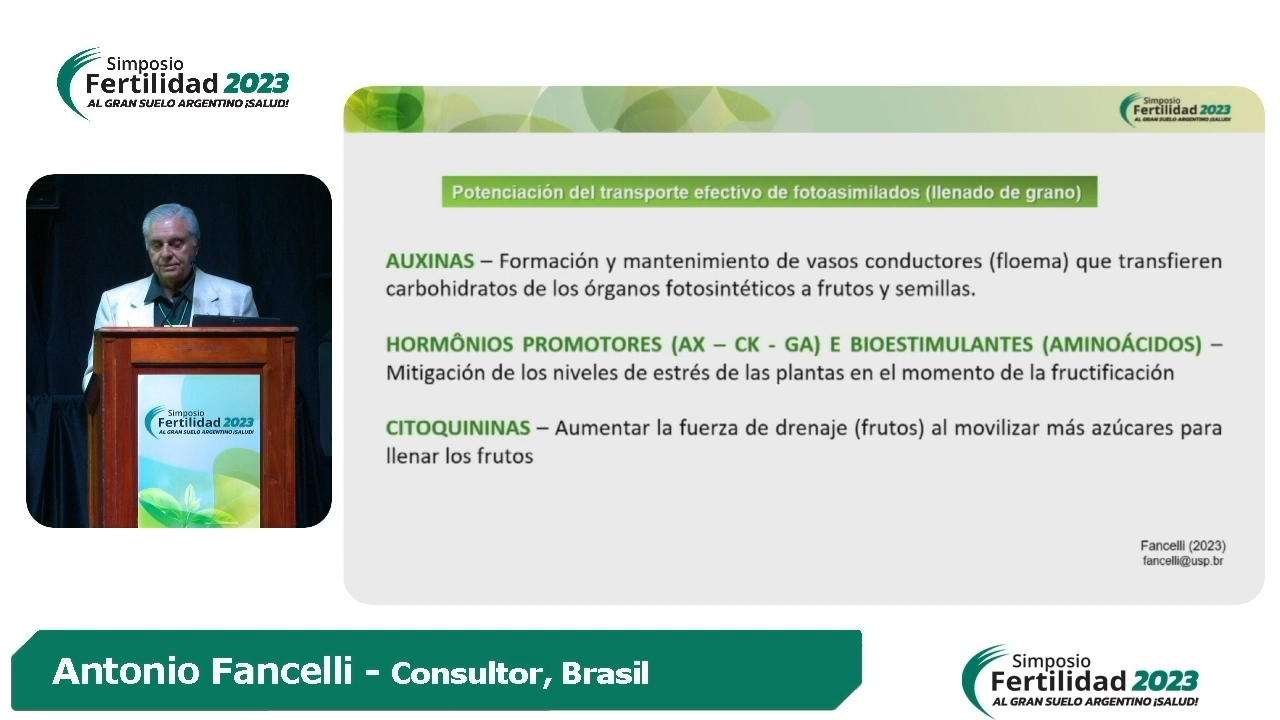 Simposio
Fertilidad 2023
AL GRAN SUELO ARGENTINO ¡SALUD!
Simposio
Fertilidad 2023
AL GRAN SUELO ARGENTINO ¡SALUD!
Potenciación del transporte efectivo de fotoasimilados (llenado de grano)
AUXINAS – Formación y mantenimiento de vasos conductores (floema) que transfieren
carbohidratos de los órganos fotosintéticos a frutos y semillas.
HORMÔNIOS PROMOTORES (AX – CK - GA) E BIOESTIMULANTES (AMINOÁCIDOS) –
Mitigación de los niveles de estrés de las plantas en el momento de la fructificación
CITOQUININAS – Aumentar la fuerza de drenaje (frutos) al movilizar más azúcares para
llenar los frutos
Fancelli (2023)
fancelli@usp.br
Simposio
Fertilidad 2023
AL GRAN SUELO ARGENTINO ¡SALUD!
Antonio Fancelli - Consultor, Brasil
Simposio
Fertilidad 2023
AL GRAN SUELO ARGENTINO ¡SALUD!